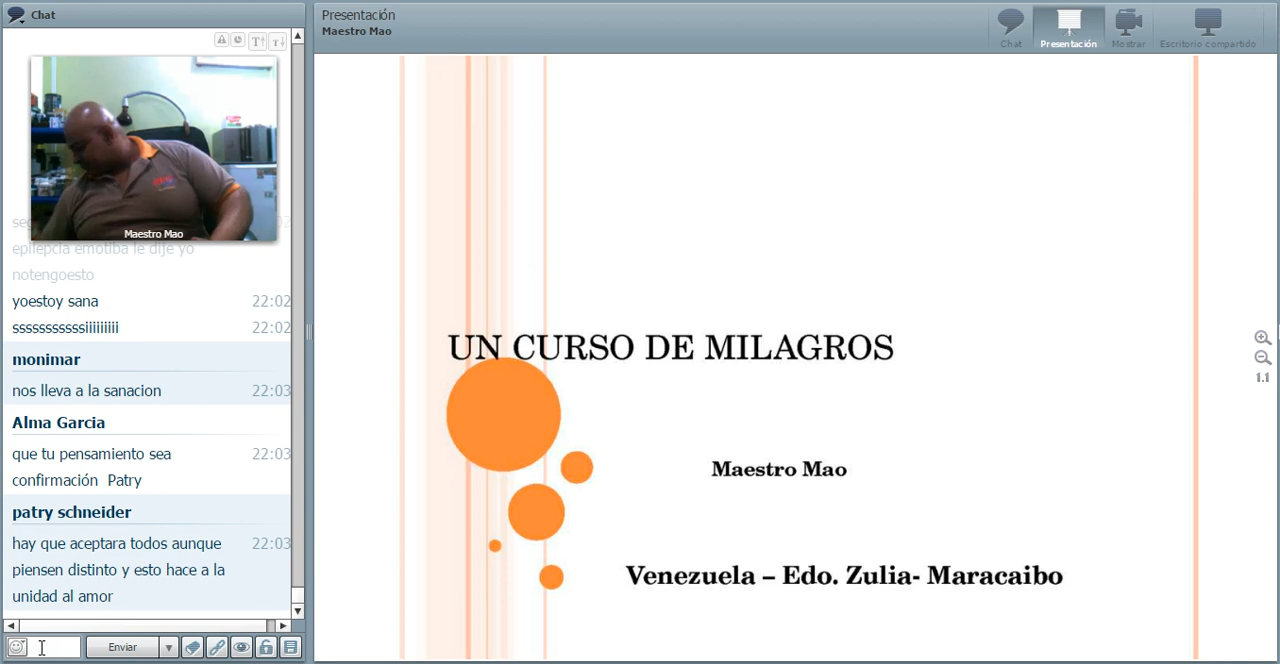 Chat
T↑ T↓
Maestro Mao
epilepcia emotiba le dije yo
notengoesto
yoestoy sana 22:02
sssssssssssiiiiiiiii 22:02
monimar
nos lleva a la sanacion 22:03
Alma Garcia
que tu pensamiento sea 22:03
confirmación Patry
patry schneider
hay que aceptara todos aunque 22:03
piensen distinto y esto hace a la
unidad al amor
Enviar
Presentación
Maestro Mao
Chat Presentación Mostrar Escritorio compartido
UN CURSO DE MILAGROS
Maestro Mao
Venezuela – Edo. Zulia- Maracaibo
1.1